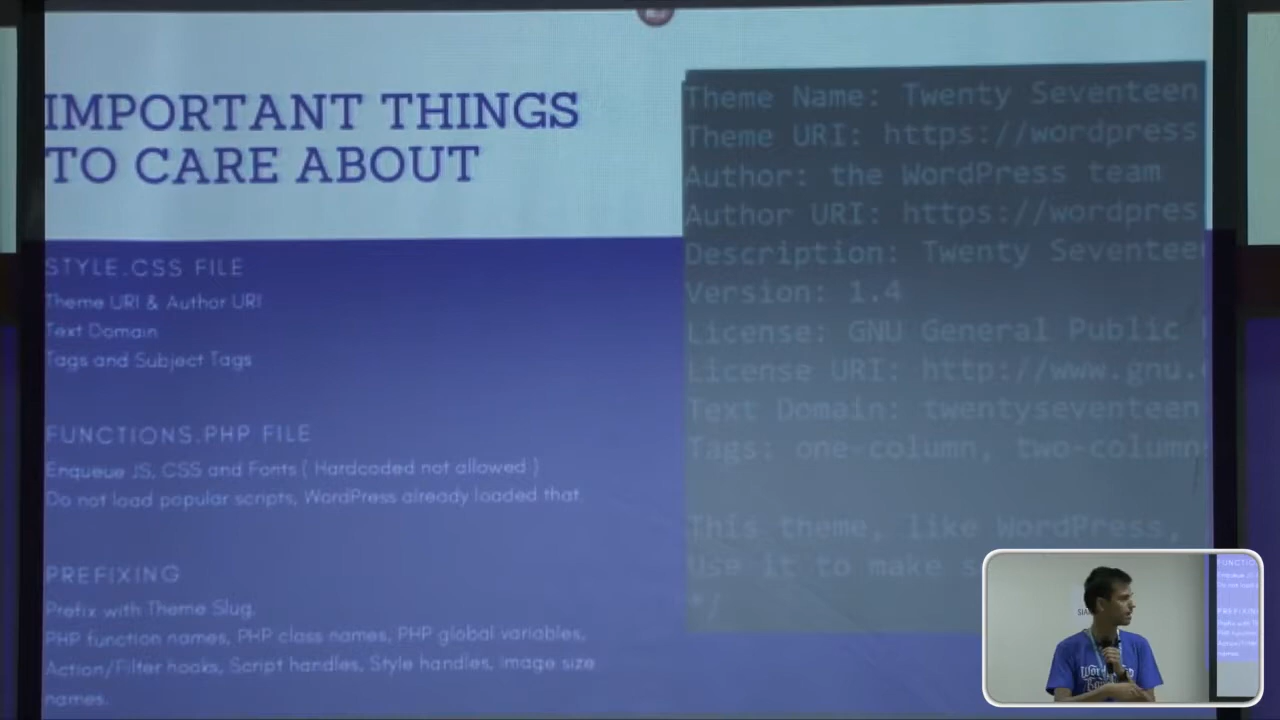 IMPORTANT THINGS
TO CARE ABOUT
STYLE.CSS FILE
Theme URI & Author URI
Text Domain
Tags and Subject Tags
FUNCTIONS.PHP FILE
Enqueue JS, CSS and Fonts ( Hardcoded not allowed )
Do not load popular scripts, WordPress already loaded that.
PREFIXING
Prefix with Theme Slug.
PHP function names, PHP class names, PHP global variables,
Action/Filter hooks, Script handles, Style handles, image size
names.
Theme Name: Twenty Seventeen
Theme URI: https://wordpress
Author: the WordPress team
Author URI: https://wordpres
Description: Twenty Seventee
Version: 1.4
License: GNU General Public
License URI: http://www.gnu.
Text Domain: twentyseventeen
Tags: one-column, two-column
This theme, like WordPress,
Use it to make s
*/